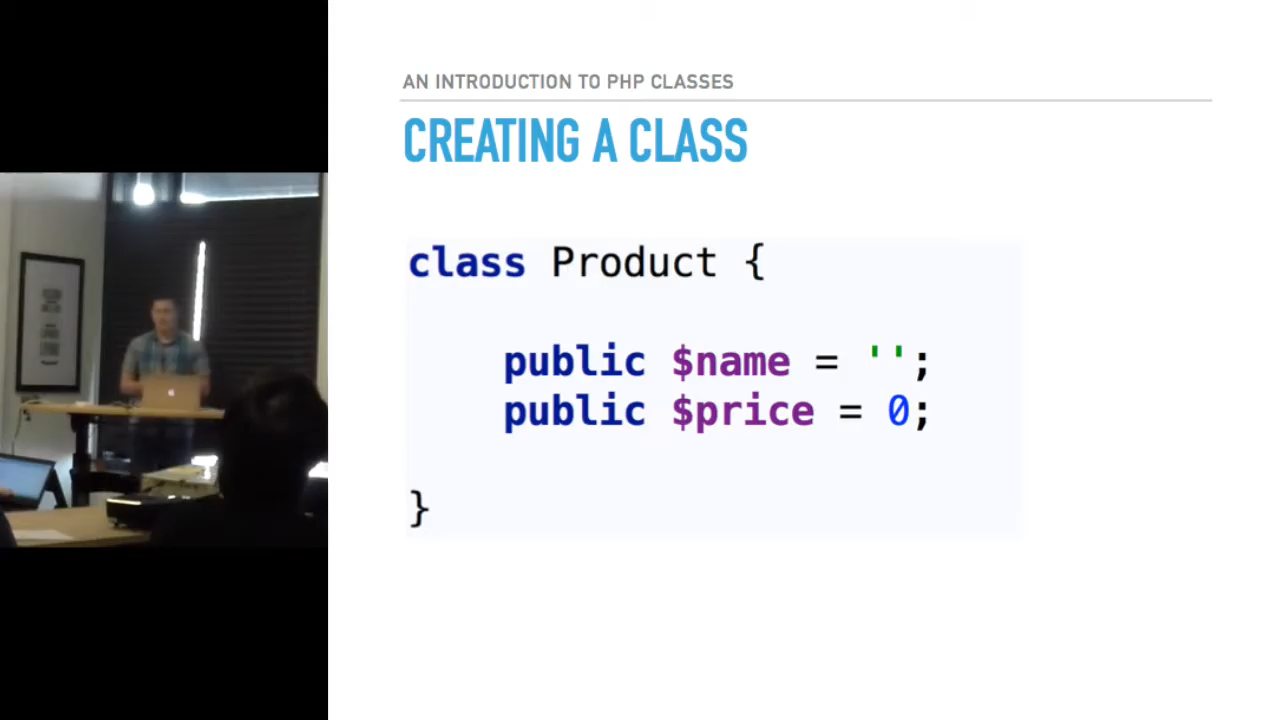 AN INTRODUCTION TO PHP CLASSES
CREATING A CLASS
class Product {
public $name = '';
public $price = 0;
}